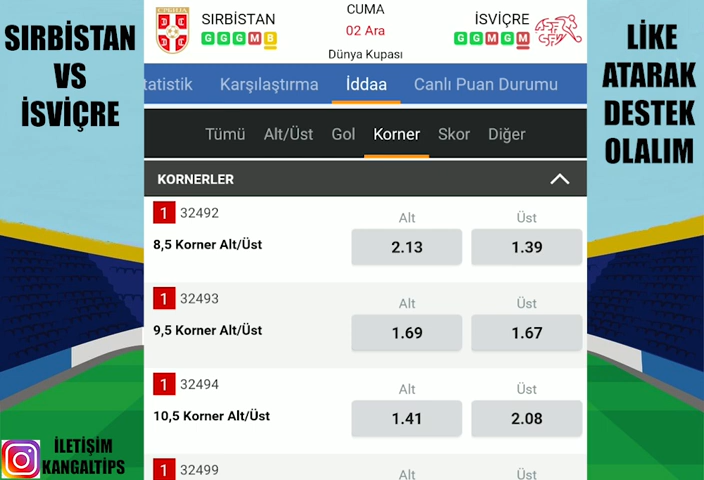 SIRBİSTAN
VS
İSVİÇRE
SIRBİSTAN
G G G M B
CUMA
02 Ara
Dünya Kupası
İSVİÇRE
G G M G M
LİKE
ATARAK
DESTEK
OLALIM
tatistik Karşılaştırma İddaa Canlı Puan Durumu
Tümü Alt/Üst Gol Korner Skor Diğer
KORNERLER
1 32492
Alt Üst
8,5 Korner Alt/Üst 2.13 1.39
1 32493
Alt Üst
9,5 Korner Alt/Üst 1.69 1.67
1 32494
Alt Üst
10,5 Korner Alt/Üst 1.41 2.08
1 32499
Alt Üst
İLETİŞİM
KANGALTİPS